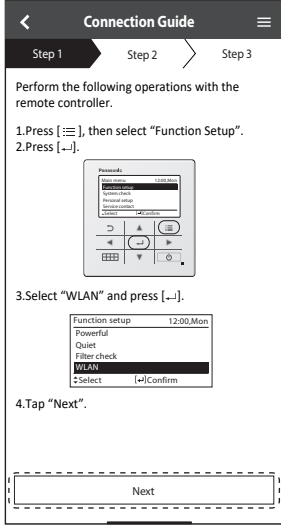 Connection Guide
Step 1
Step 2
Step 3
Perform the following operations with the
remote controller.
1.Press [ ], then select “Function Setup”.
2.Press [↵].
Panasonic
Main menu 12:00,Mon
Function setup
System check
Personal setup
Service contact
Select [↵]Confirm
3.Select “WLAN” and press [↵].
Function setup 12:00,Mon
Powerful
Quiet
Filter check
WLAN
Select [↵]Confirm
4.Tap “Next”.
Next